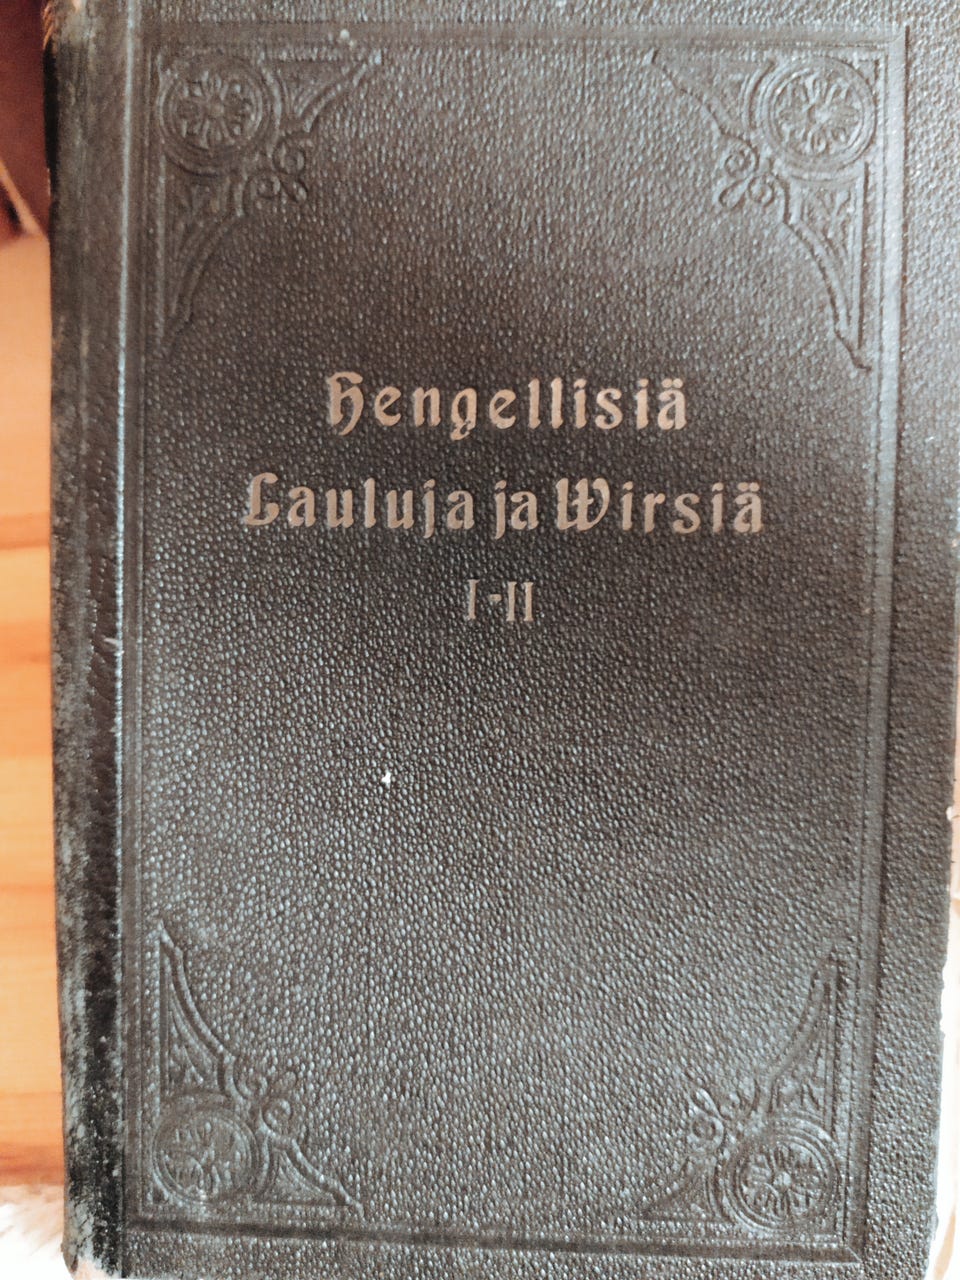 Hengellisiä
Lauluja ja Wirsiä
I-II